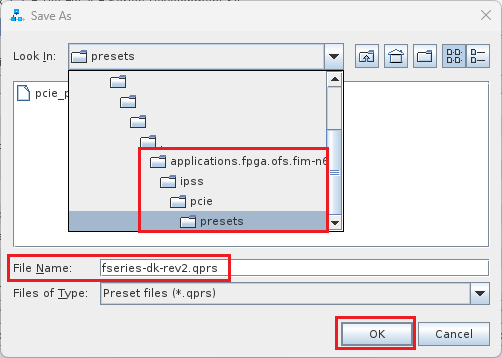 Save As
Look In:
presets
pcie_p
applications.fpga.ofs.fim-n6
ipss
pcie
presets
File Name:
fseries-dk-rev2.qprs
Files of Type:
Preset files (*.qprs)
OK
Cancel